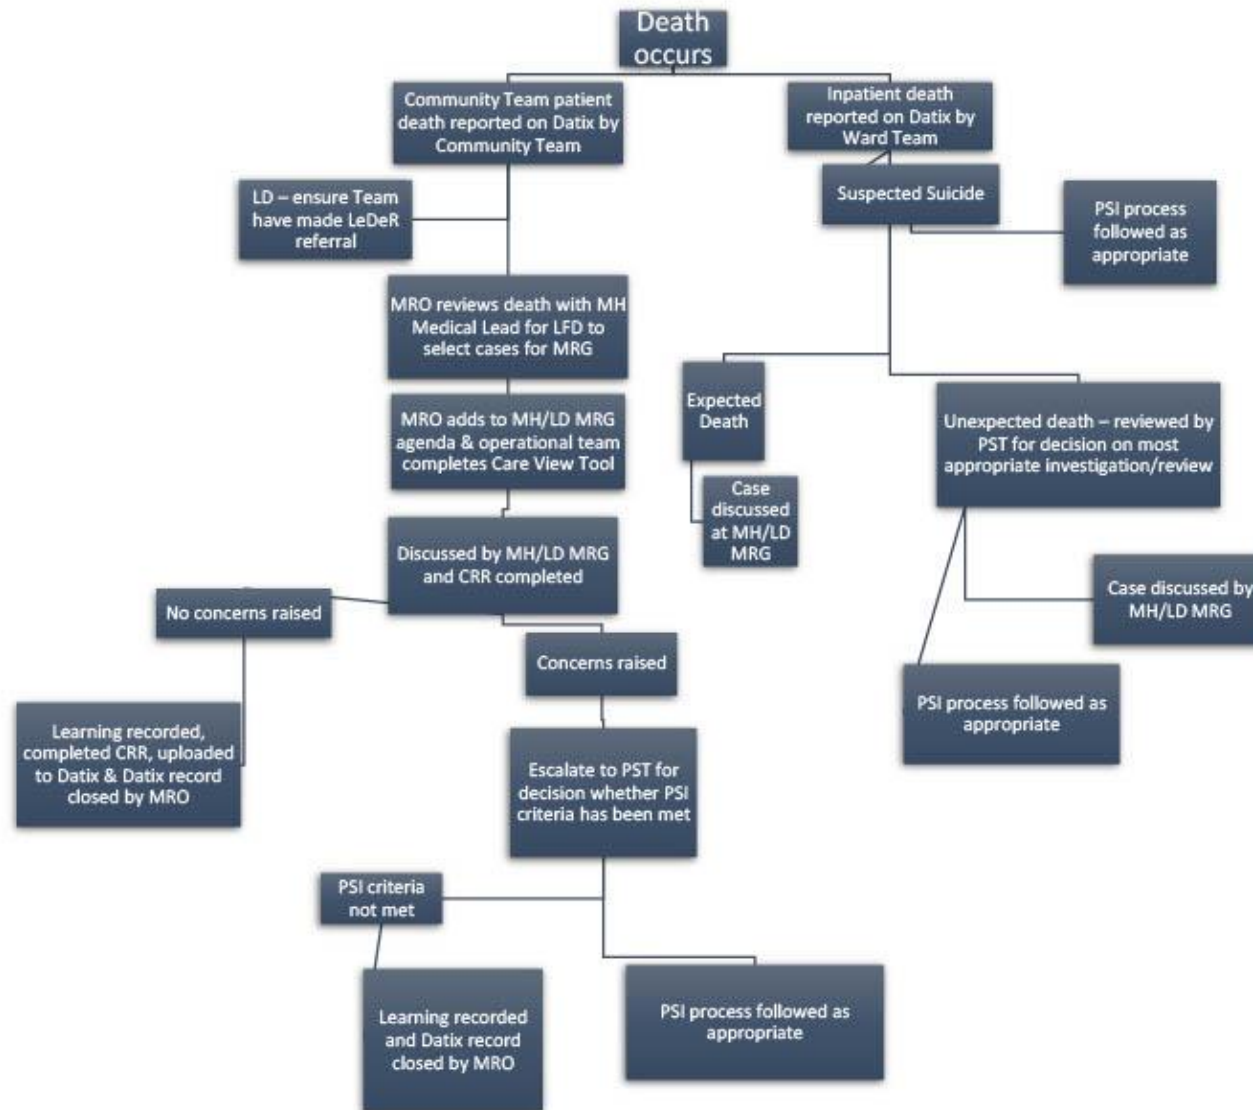 Death
occurs
Community Team patient
death reported on Datix by
Community Team
Inpatient death
reported on Datix by
Ward Team
LD – ensure Team
have made LeDeR
referral
Suspected Suicide
PSI process
followed as
appropriate
MRO reviews death with MH
Medical Lead for LFD to
select cases for MRG
Expected
Death
Unexpected death – reviewed by
PST for decision on most
appropriate investigation/review
MRO adds to MH/LD MRG
agenda & operational team
completes Care View Tool
Case
discussed
at MH/LD
MRG
Discussed by MH/LD MRG
and CRR completed
Case discussed by
MH/LD MRG
No concerns raised
Concerns raised
PSI process followed as
appropriate
Learning recorded,
completed CRR, uploaded
to Datix & Datix record
closed by MRO
Escalate to PST for
decision whether PSI
criteria has been met
PSI criteria
not met
Learning recorded
and Datix record
closed by MRO
PSI process followed as
appropriate